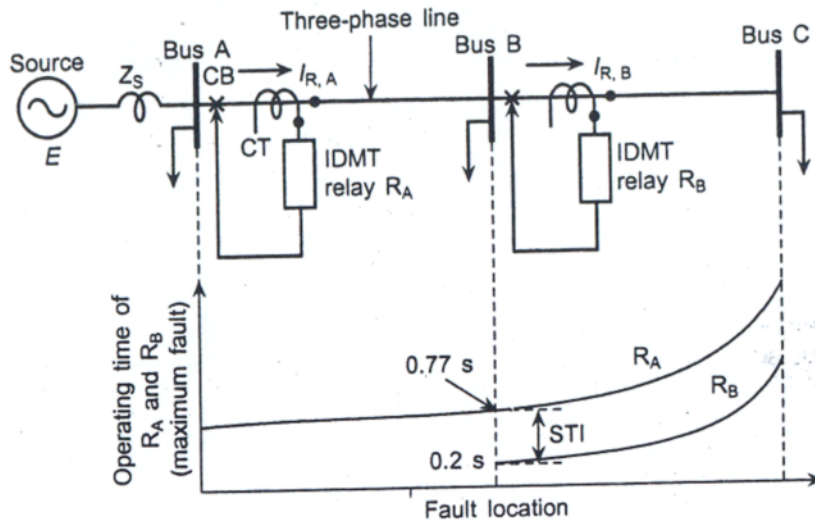 Three-phase line
Bus A
Bus B
Bus C
Source
Z_S
CB
I_R, A
I_R, B
E
CT
IDMT
relay R_A
IDMT
relay R_B
Operating time of
R_A and R_B
(maximum fault)
0.77 s
R_A
R_B
STI
0.2 s
Fault location